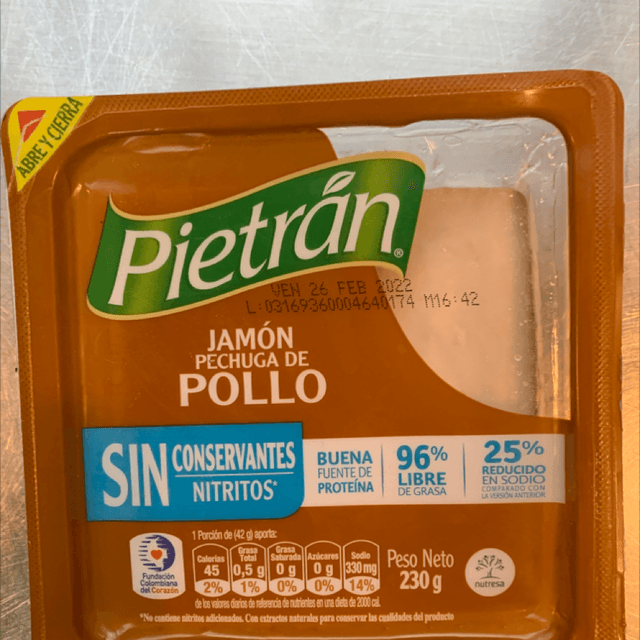 ABRE Y CIERRA
Pietrán®
VEN 26 FEB 2022
L:03169360004640174 M16:42
JAMÓN
PECHUGA DE
POLLO
SIN CONSERVANTES
NITRITOS*
BUENA
FUENTE DE
PROTEÍNA
96%
LIBRE
DE GRASA
25%
REDUCIDO
EN SODIO
COMPARADO CON
LA VERSIÓN ANTERIOR
1 Porción de (42 g) aporta:
Calorías
45
2%
Grasa
Total
0,5 g
1%
Grasa
Saturada
0 g
0%
Azúcares
0 g
0%
Sodio
330 mg
14%
de los valores diarios de referencia de nutrientes en una dieta de 2000 cal.
Fundación
Colombiana
del Corazón
Peso Neto
230 g
nutresa
*No contiene nitritos adicionados. Con extractos naturales para conservar las cualidades del producto